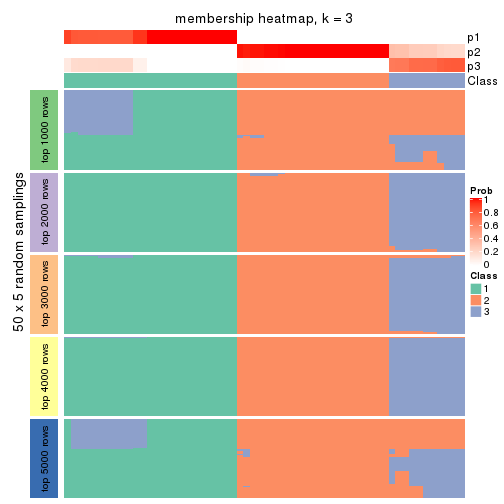 membership heatmap, k = 3
p1
p2
p3
Class
50 x 5 random samplings
top 1000 rows
top 2000 rows
top 3000 rows
top 4000 rows
top 5000 rows
Prob
1
0.8
0.6
0.4
0.2
0
Class
1
2
3